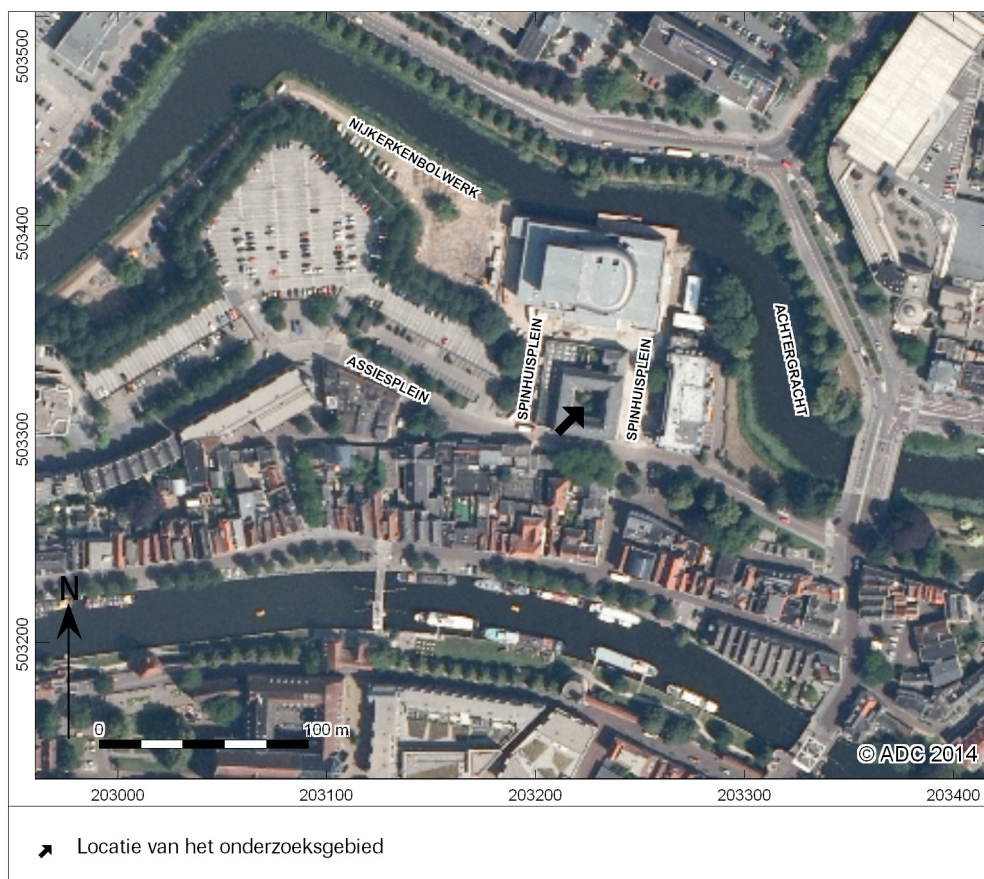 503500
503400
503300
503200
NIJKERKENBOLWERK
ACHTERGRACHT
SPINHUISPLEIN
SPINHUISPLEIN
ASSIESPLEIN
N
0 100 m
© ADC 2014
203000 203100 203200 203300 203400
Locatie van het onderzoeksgebied